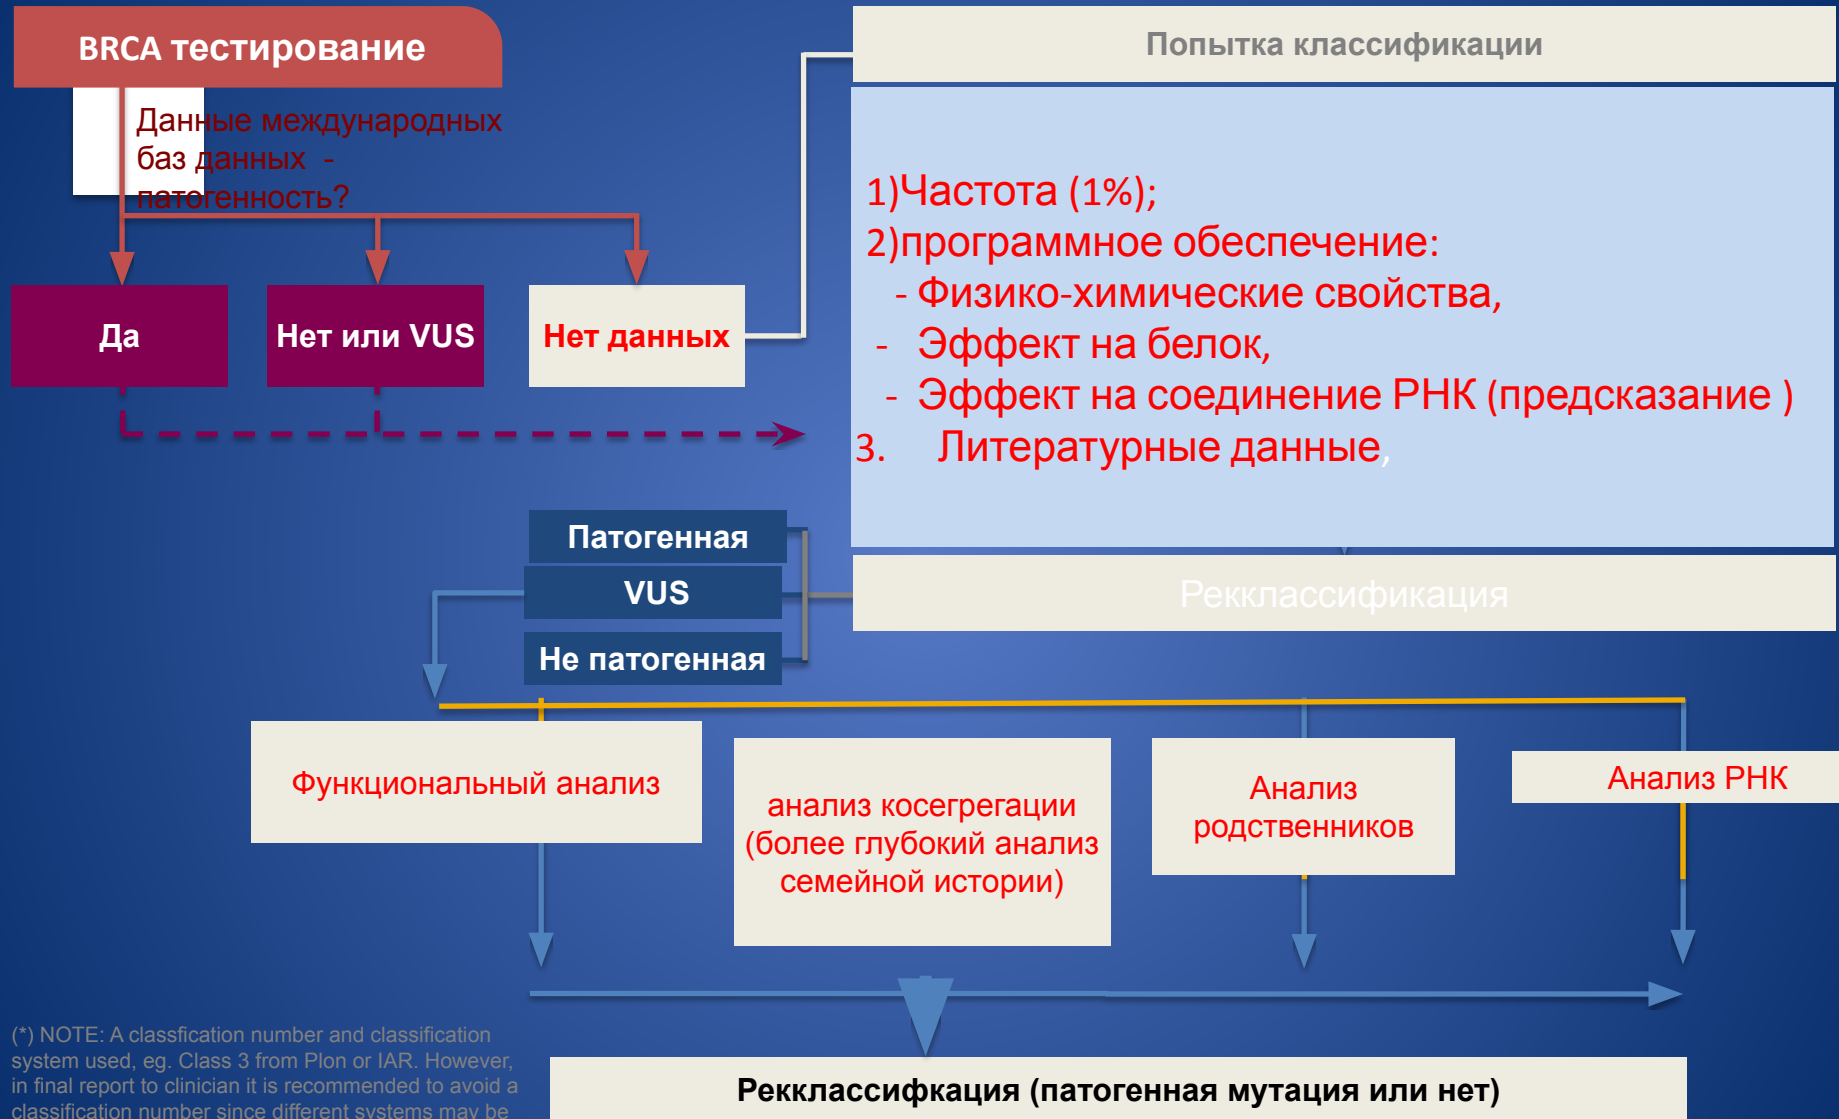 BRCA тестирование
Данные международных
баз данных -
патогенность?
Да
Нет или VUS
Нет данных
Попытка классификации
1)Частота (1%);
2)программное обеспечение:
- Физико-химические свойства,
- Эффект на белок,
- Эффект на соединение РНК (предсказание )
3. Литературные данные,
Патогенная
VUS
Не патогенная
Реkклассификация
Функциональный анализ
анализ косегрегации
(более глубокий анализ
семейной истории)
Анализ
родственников
Анализ РНК
(*) NOTE: A classfication number and classification
system used, eg. Class 3 from Plon or IAR. However,
in final report to clinician it is recommended to avoid a
classification number since different systems may be
Рекклассифкация (патогенная мутация или нет)